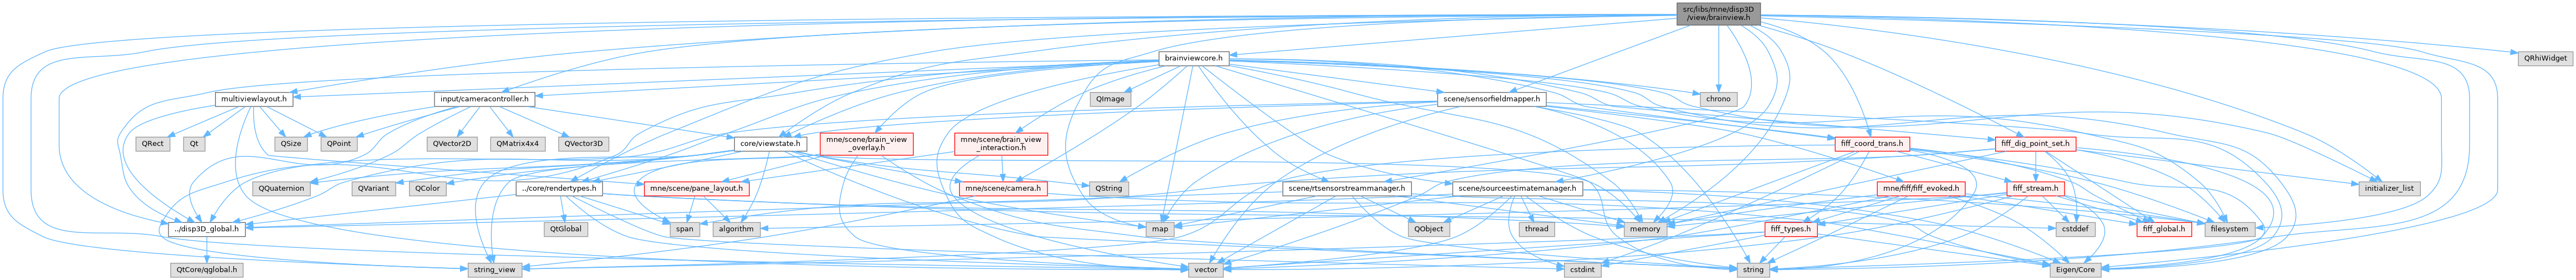 src/libs/mne/disp3D
/view/brainview.h
brainviewcore.h
QRhiWidget
multiviewlayout.h
input/cameracontroller.h
QImage
scene/sensorfieldmapper.h
chrono
QRect
Qt
QSize
QPoint
QVector2D
QMatrix4x4
QVector3D
core/viewstate.h
mne/scene/brain_view
_overlay.h
mne/scene/brain_view
_interaction.h
fiff_coord_trans.h
fiff_dig_point_set.h
QQuaternion
QVariant
QColor
../core/rendertypes.h
mne/scene/pane_layout.h
mne/scene/camera.h
QString
scene/rtsensorstreammanager.h
scene/sourceestimatemanager.h
mne/fiff/fiff_evoked.h
fiff_stream.h
initializer_list
../disp3D_global.h
QtGlobal
span
algorithm
map
QObject
thread
memory
fiff_types.h
cstddef
fiff_global.h
filesystem
QtCore/qglobal.h
string_view
vector
cstdint
string
Eigen/Core